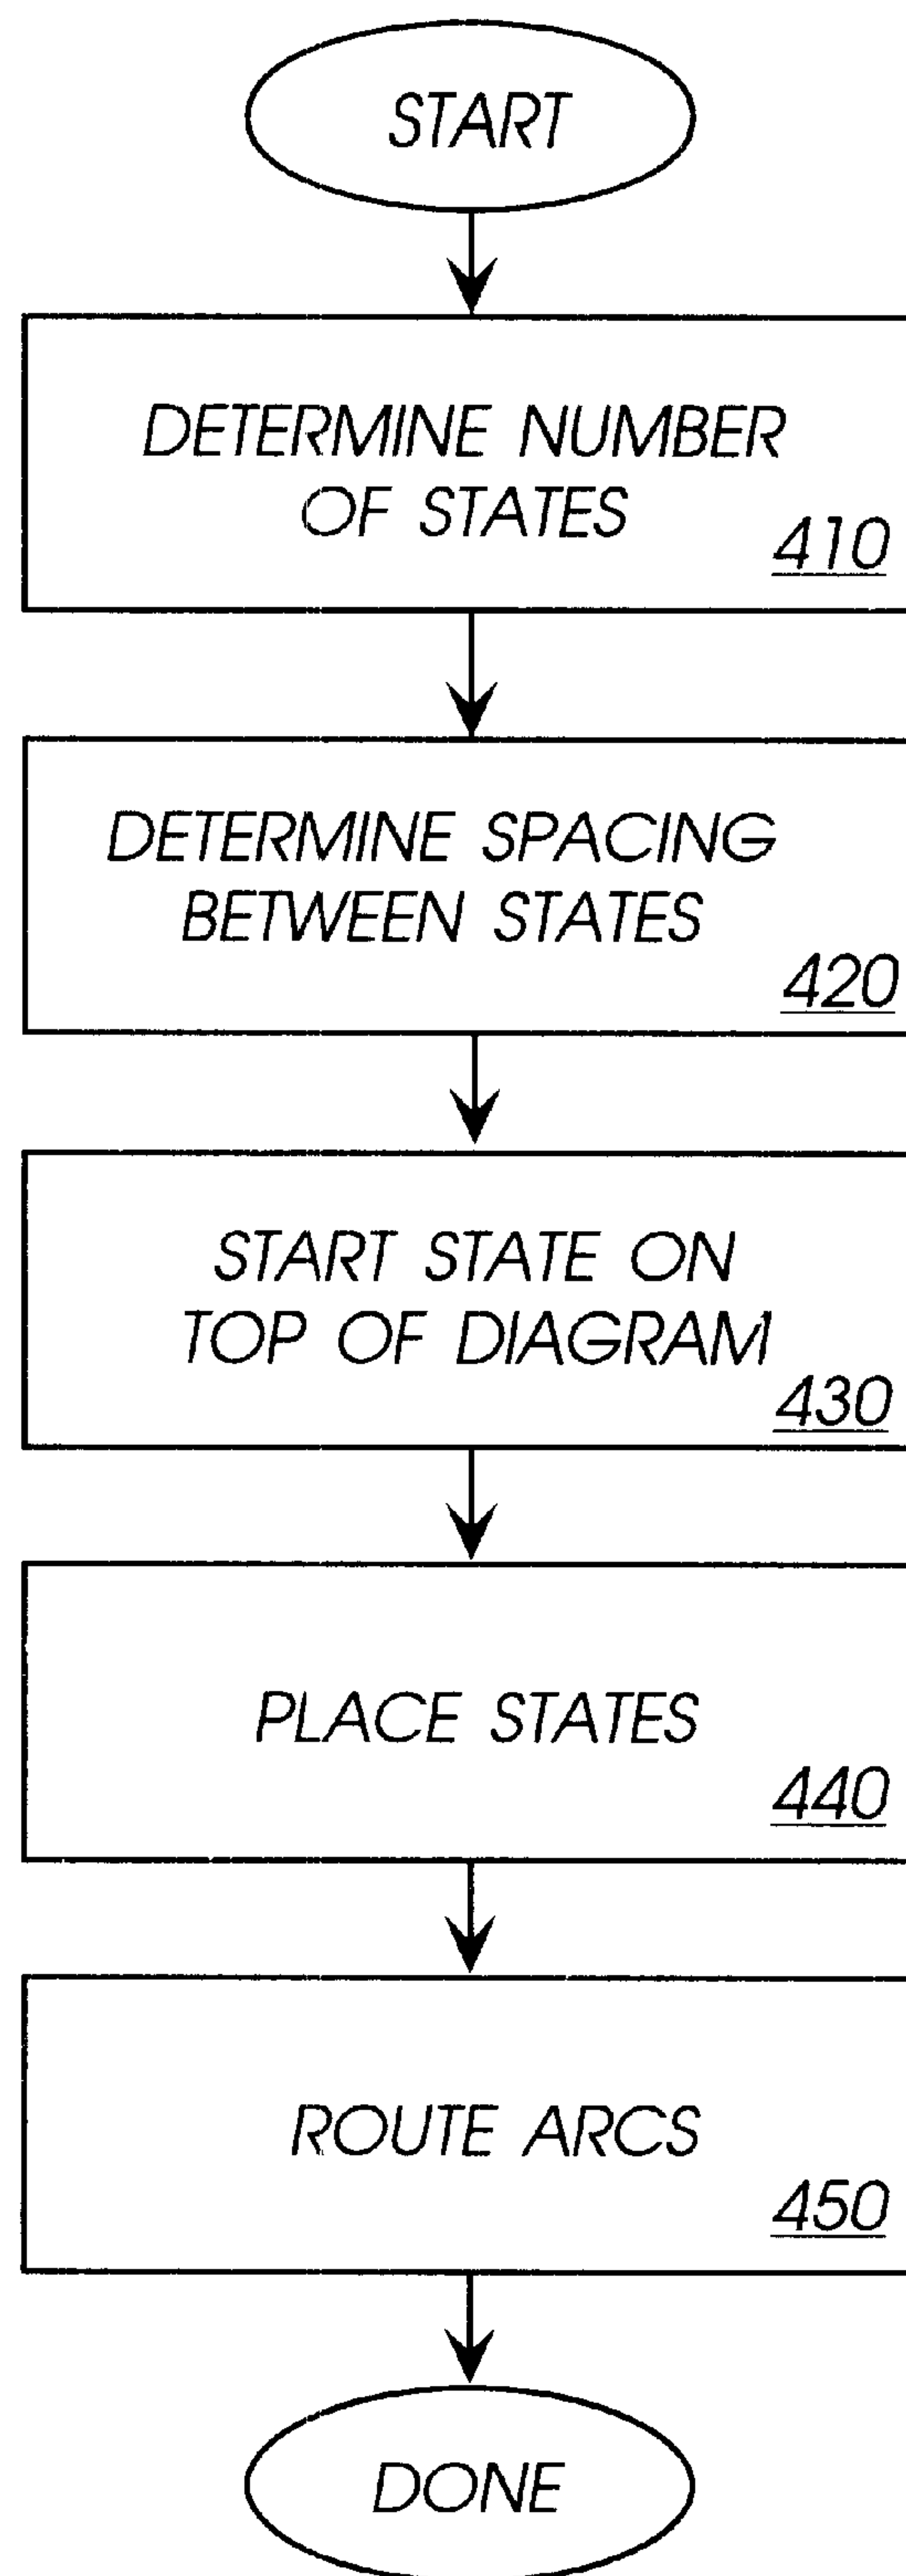 START
DETERMINE NUMBER
OF STATES
410
DETERMINE SPACING
BETWEEN STATES
420
START STATE ON
TOP OF DIAGRAM
430
PLACE STATES
440
ROUTE ARCS
450
DONE